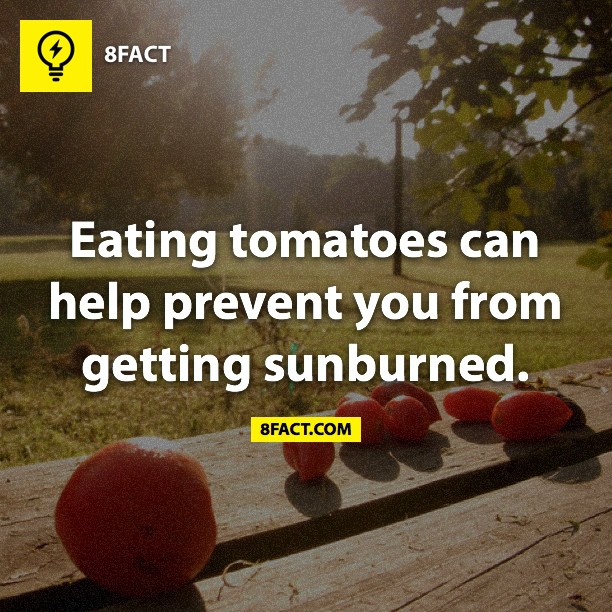 8FACT
Eating tomatoes can
help prevent you from
getting sunburned.
8FACT.COM